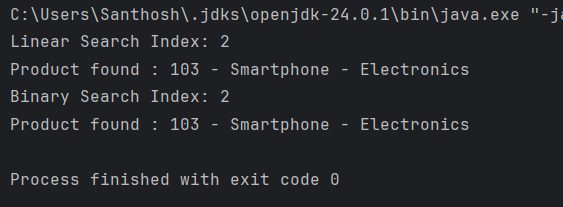 C:\Users\Santhosh\.jdks\openjdk-24.0.1\bin\java.exe "-ja
Linear Search Index: 2
Product found : 103 - Smartphone - Electronics
Binary Search Index: 2
Product found : 103 - Smartphone - Electronics
Process finished with exit code 0